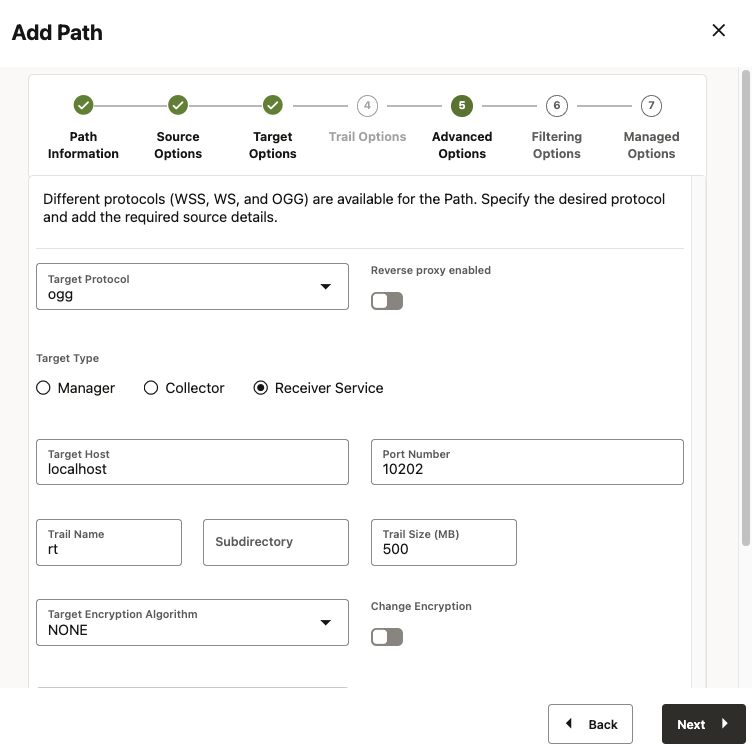 Add Path
4
5
6
7
Path
Information
Source
Options
Target
Options
Trail Options
Advanced
Options
Filtering
Options
Managed
Options
Different protocols (WSS, WS, and OGG) are available for the Path. Specify the desired protocol
and add the required source details.
Target Protocol
ogg
Reverse proxy enabled
Target Type
Manager
Collector
Receiver Service
Target Host
localhost
Port Number
10202
Trail Name
rt
Subdirectory
Trail Size (MB)
500
Target Encryption Algorithm
NONE
Change Encryption
Back
Next